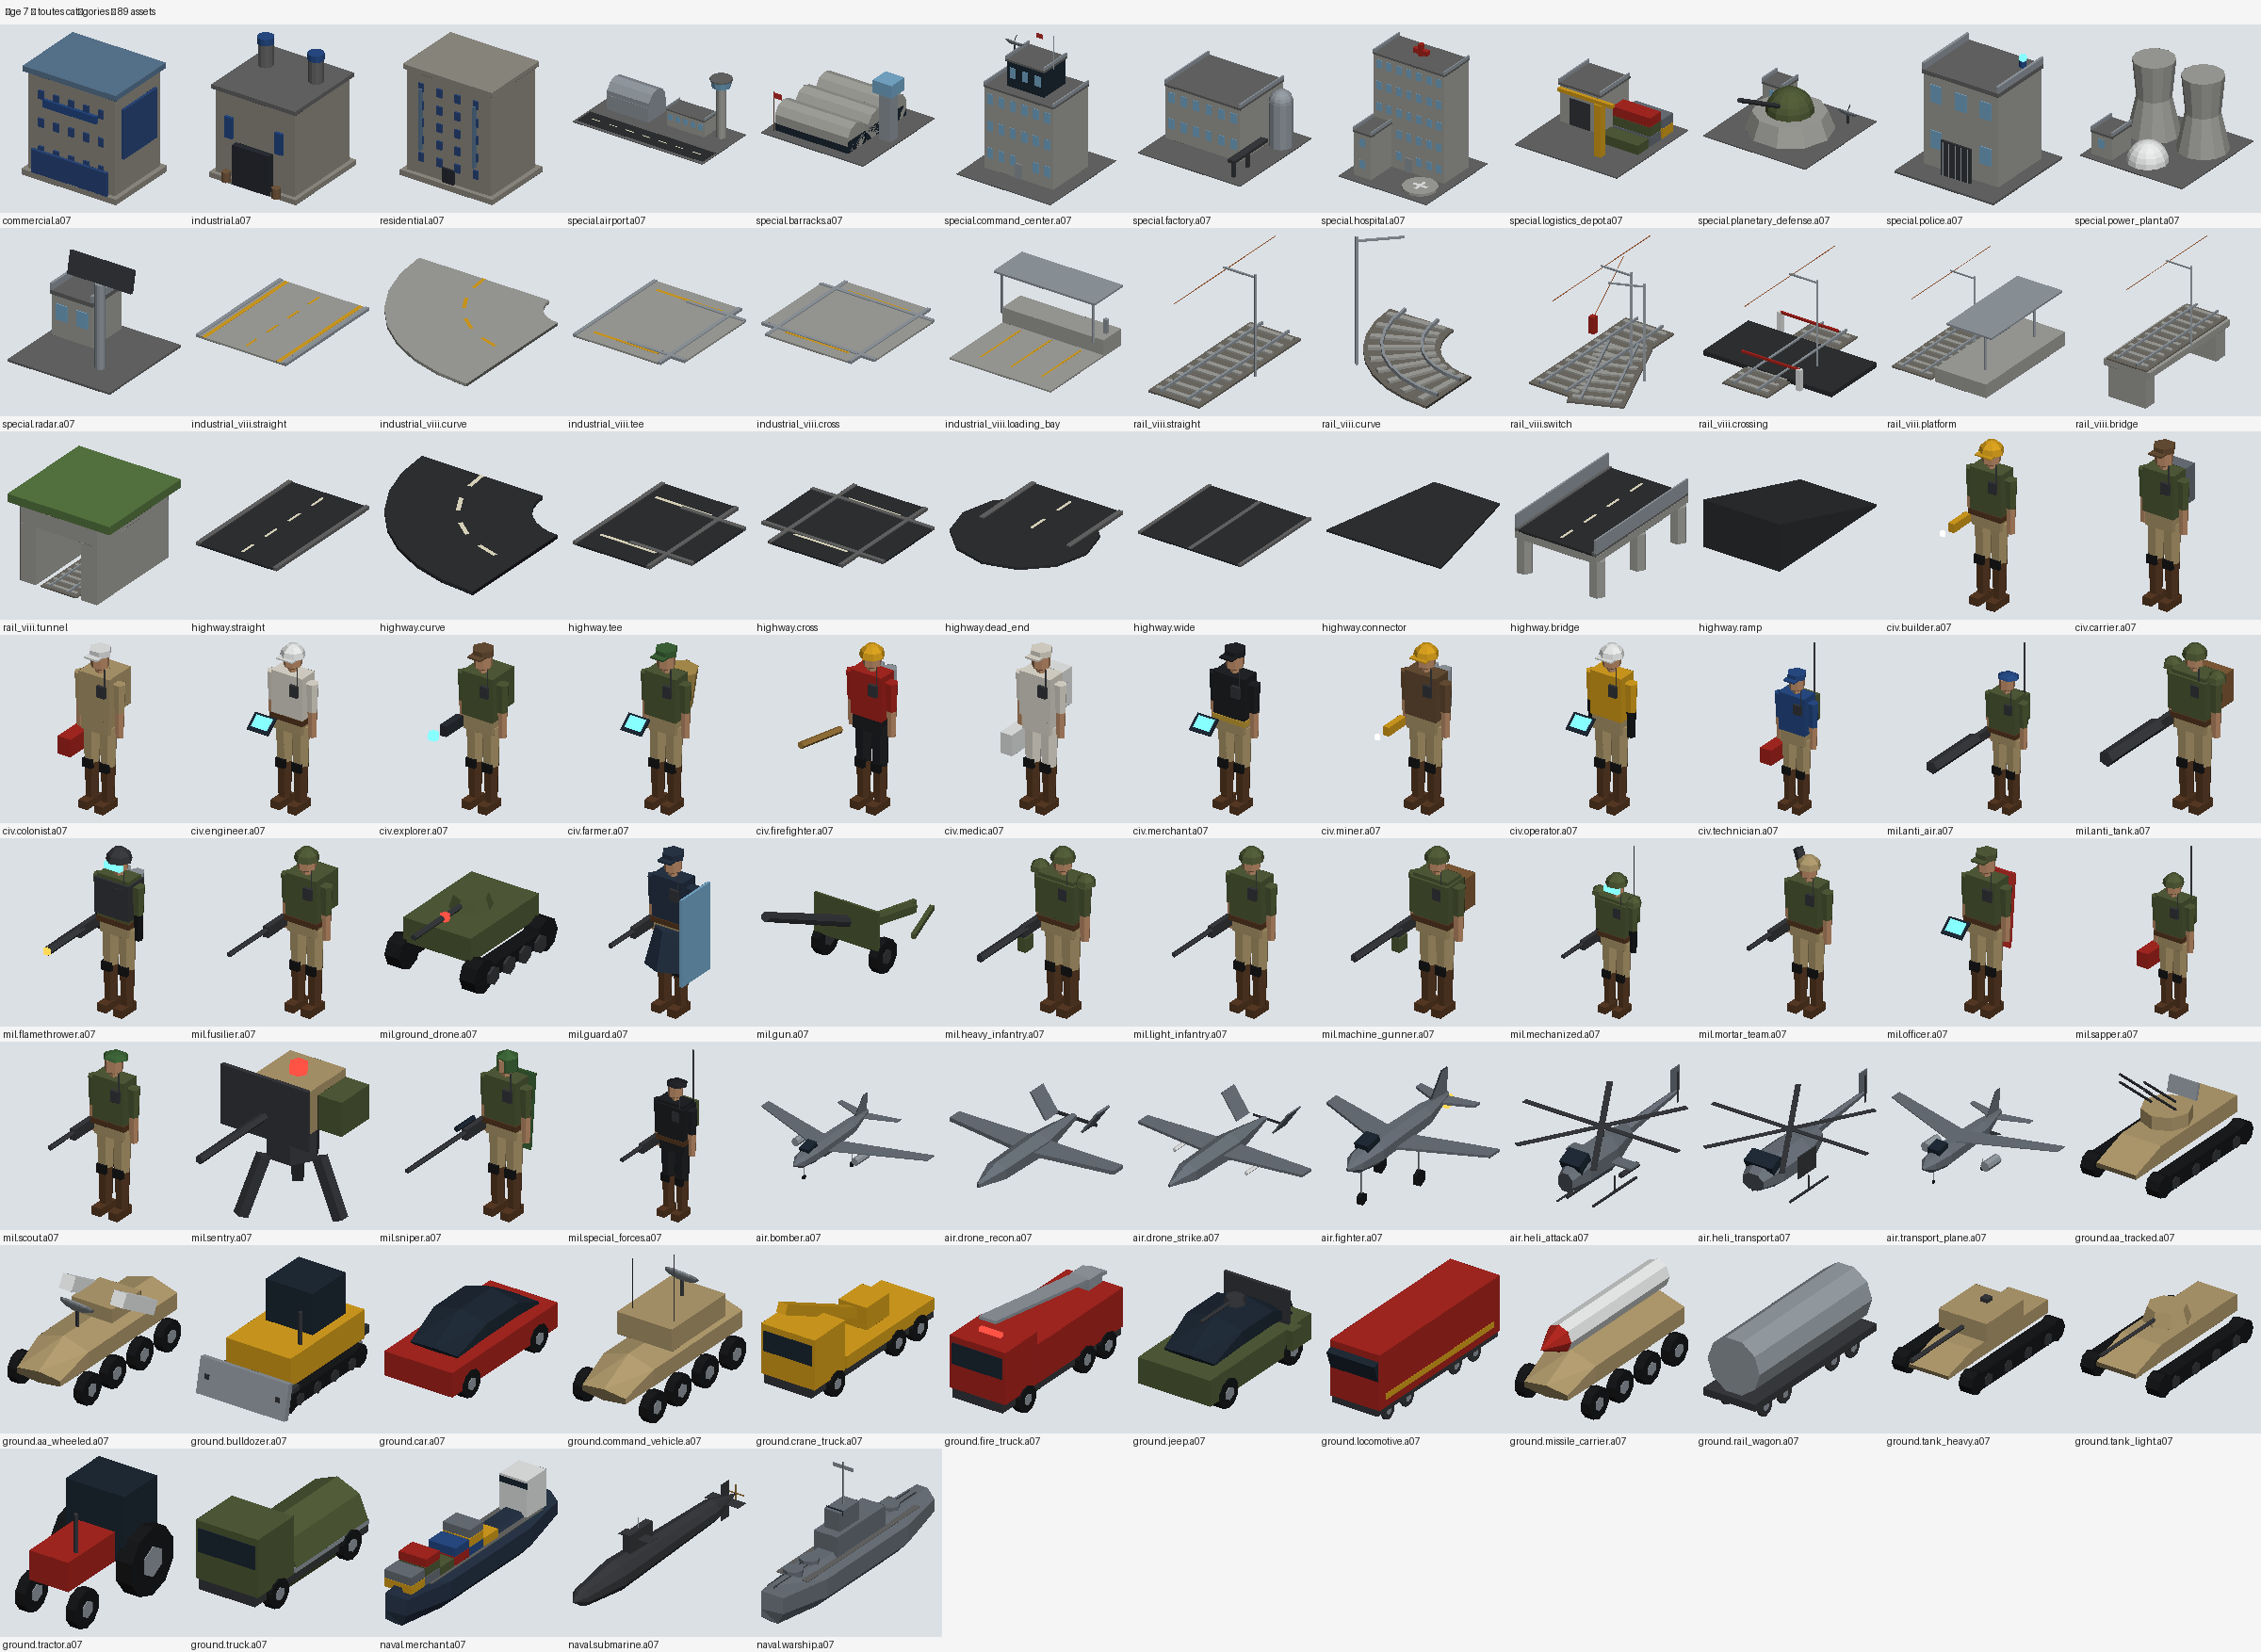 ge 7 toutes cat gories 89 assets
commercial.a07
industrial.a07
residential.a07
special.airport.a07
special.barracks.a07
special.command_center.a07
special.factory.a07
special.hospital.a07
special.logistics_depot.a07
special.planetary_defense.a07
special.police.a07
special.power_plant.a07
special.radar.a07
industrial_viii.straight
industrial_viii.curve
industrial_viii.tee
industrial_viii.cross
industrial_viii.loading_bay
rail_viii.straight
rail_viii.curve
rail_viii.switch
rail_viii.crossing
rail_viii.platform
rail_viii.bridge
rail_viii.tunnel
highway.straight
highway.curve
highway.tee
highway.cross
highway.dead_end
highway.wide
highway.connector
highway.bridge
highway.ramp
civ.builder.a07
civ.carrier.a07
civ.colonist.a07
civ.engineer.a07
civ.explorer.a07
civ.farmer.a07
civ.firefighter.a07
civ.medic.a07
civ.merchant.a07
civ.miner.a07
civ.operator.a07
civ.technician.a07
mil.anti_air.a07
mil.anti_tank.a07
mil.flamethrower.a07
mil.fusilier.a07
mil.ground_drone.a07
mil.guard.a07
mil.gun.a07
mil.heavy_infantry.a07
mil.light_infantry.a07
mil.machine_gunner.a07
mil.mechanized.a07
mil.mortar_team.a07
mil.officer.a07
mil.sapper.a07
mil.scout.a07
mil.sentry.a07
mil.sniper.a07
mil.special_forces.a07
air.bomber.a07
air.drone_recon.a07
air.drone_strike.a07
air.fighter.a07
air.heli_attack.a07
air.heli_transport.a07
air.transport_plane.a07
ground.aa_tracked.a07
ground.aa_wheeled.a07
ground.bulldozer.a07
ground.car.a07
ground.command_vehicle.a07
ground.crane_truck.a07
ground.fire_truck.a07
ground.jeep.a07
ground.locomotive.a07
ground.missile_carrier.a07
ground.rail_wagon.a07
ground.tank_heavy.a07
ground.tank_light.a07
ground.tractor.a07
ground.truck.a07
naval.merchant.a07
naval.submarine.a07
naval.warship.a07